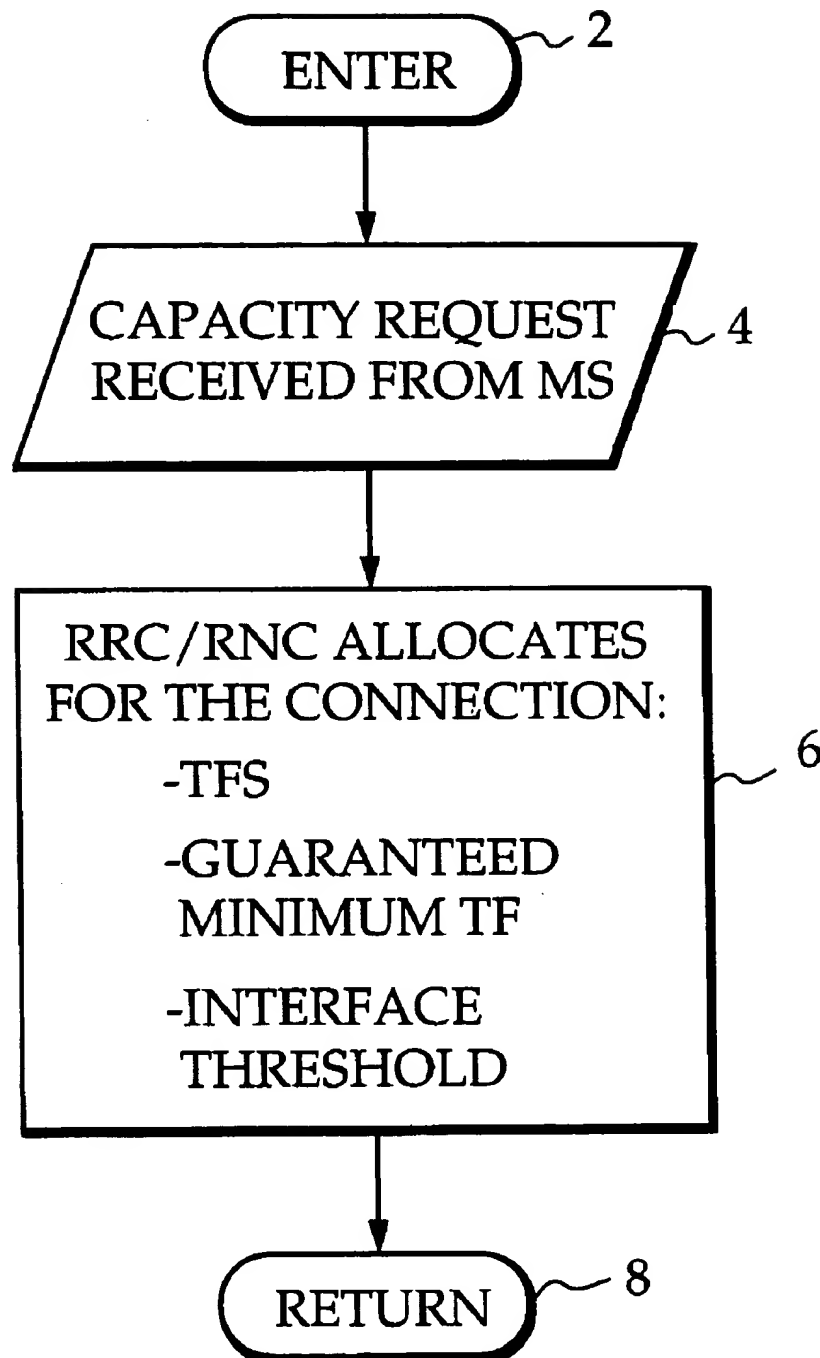 ENTER
2
CAPACITY REQUEST
RECEIVED FROM MS
4
RRC/RNC ALLOCATES
FOR THE CONNECTION:
-TFS
-GUARANTEED
MINIMUM TF
-INTERFACE
THRESHOLD
6
RETURN
8